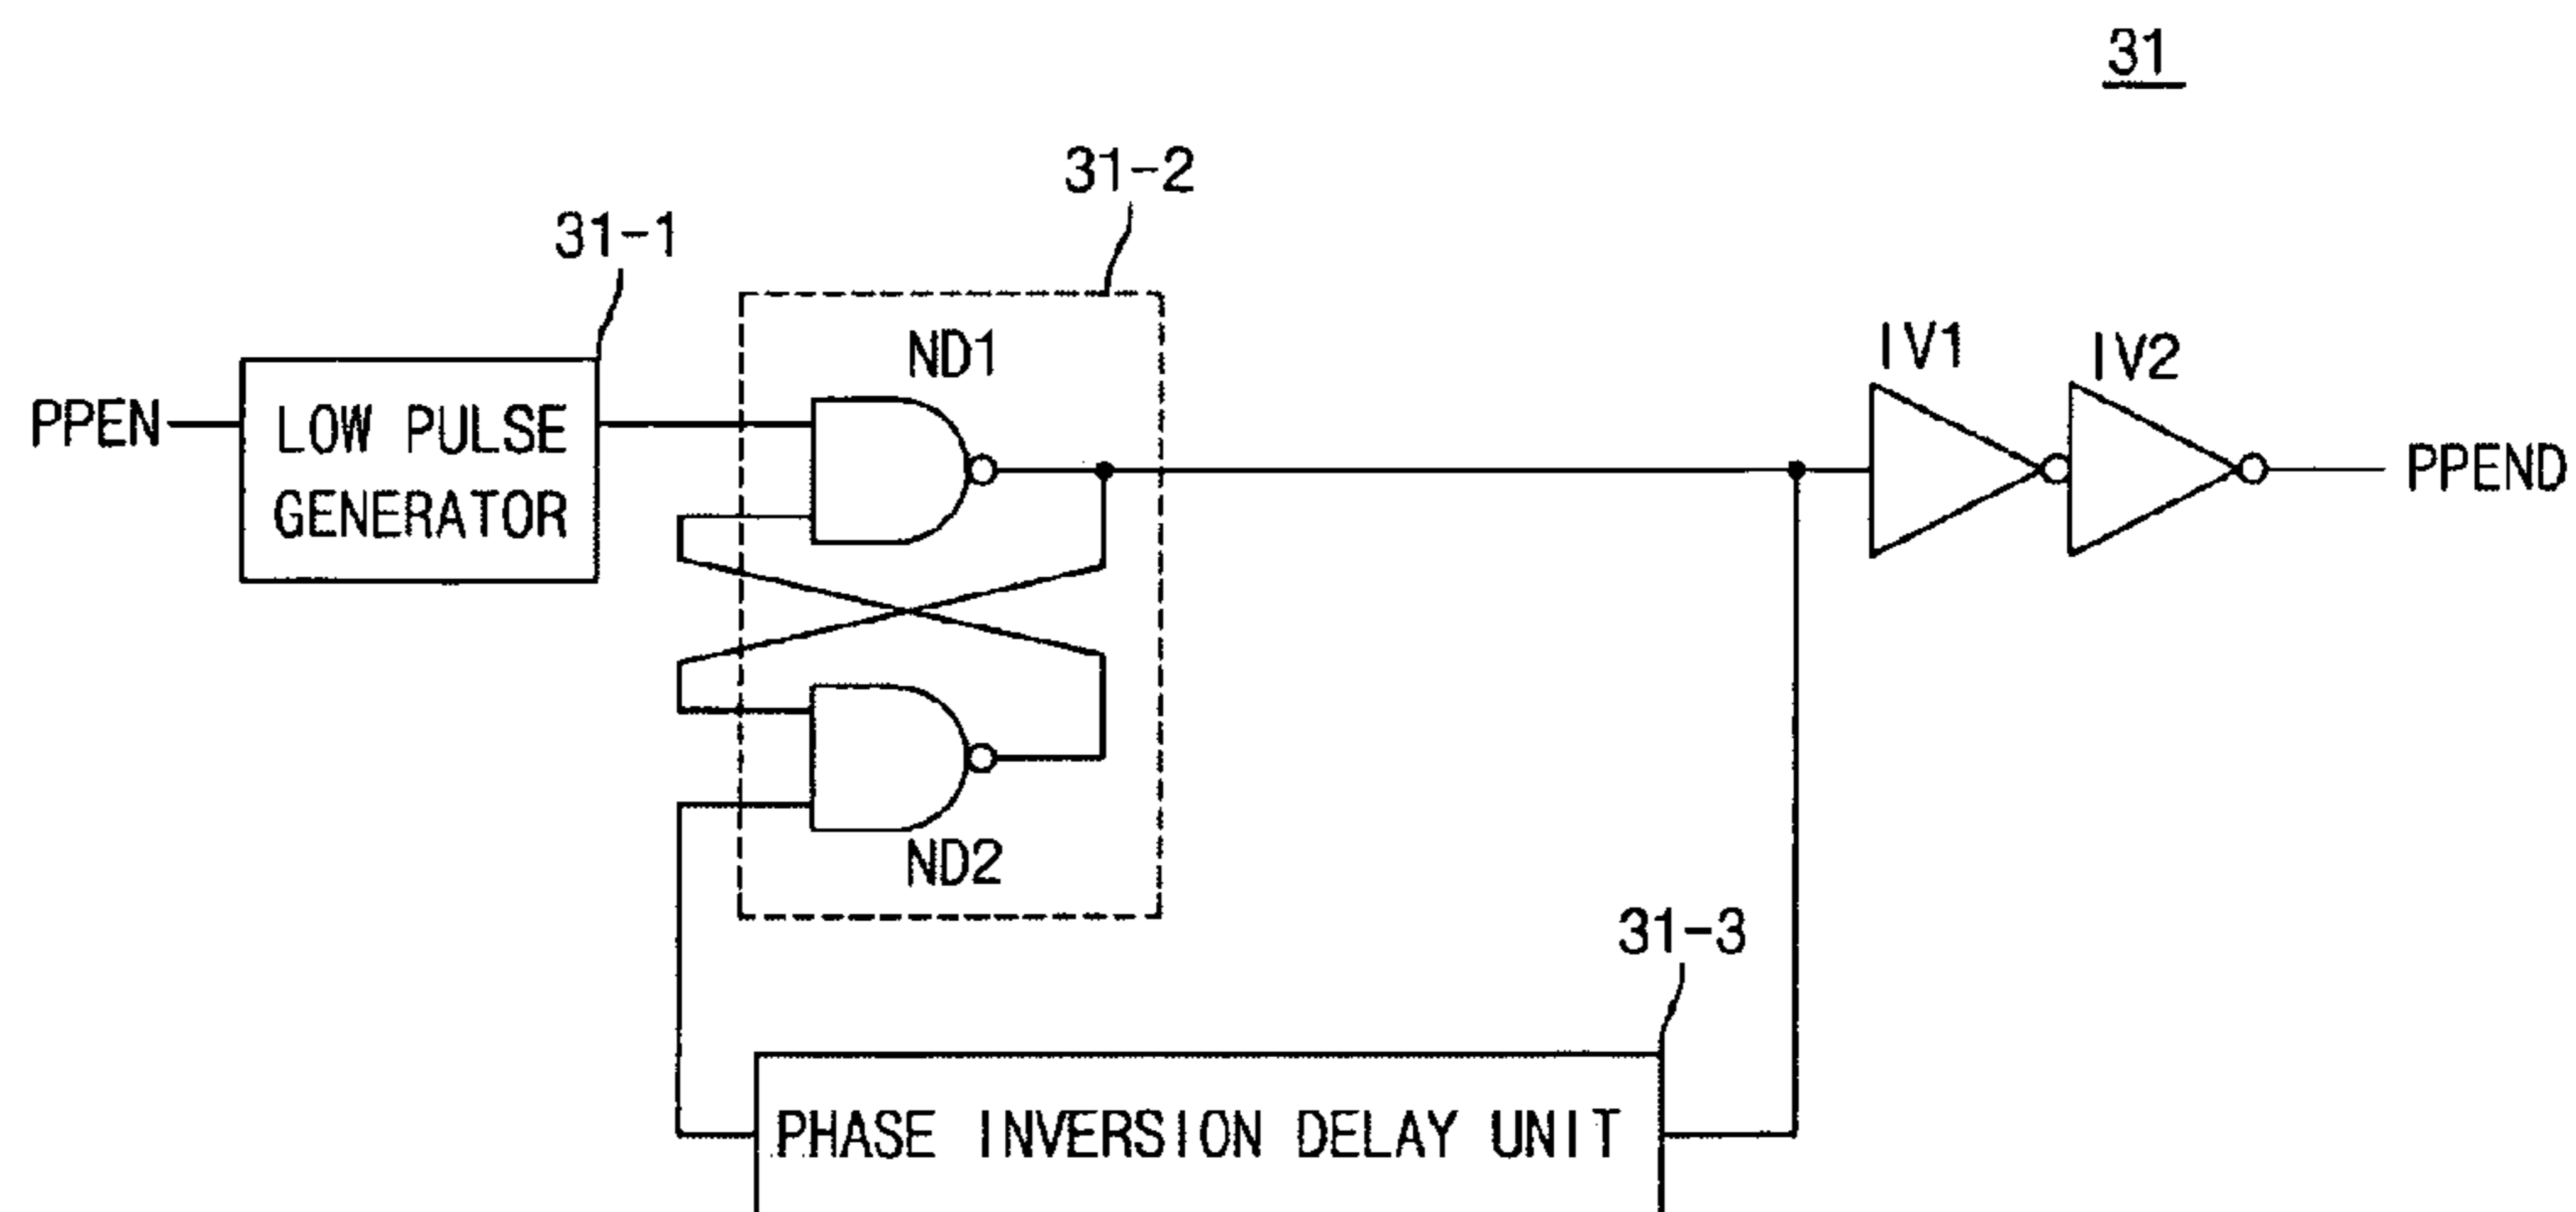 31
31-2
31-1
ND1
IV1
IV2
PPEN
LOW PULSE
GENERATOR
PPEND
ND2
31-3
PHASE INVERSION DELAY UNIT